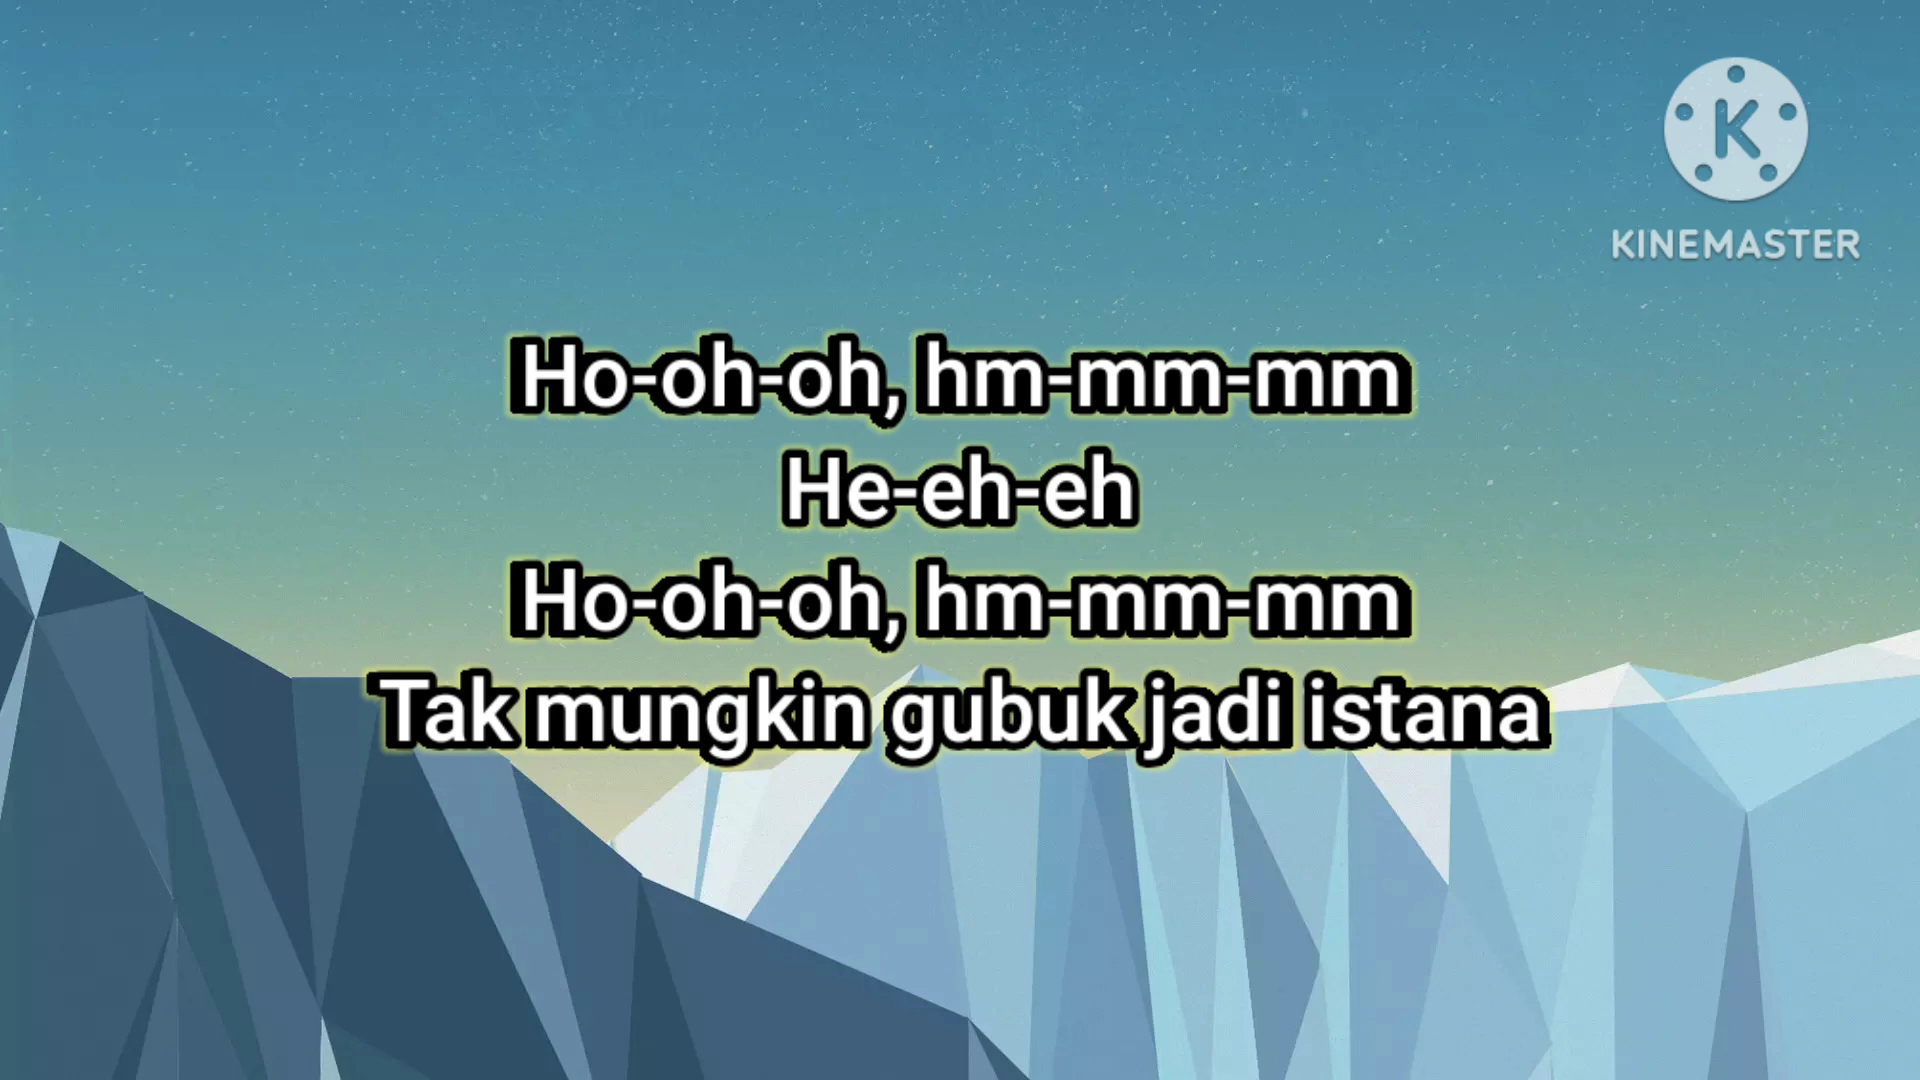 K
KINEMASTER
Ho-oh-oh, hm-mm-mm
He-eh-eh
Ho-oh-oh, hm-mm-mm
Tak mungkin gubuk jadi istana